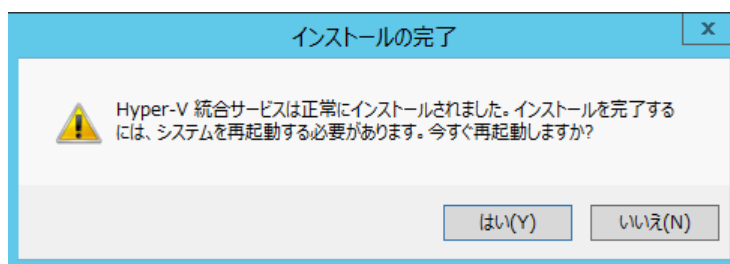 インストールの完了
x
Hyper-V 統合サービスは正常にインストールされました。インストールを完了する
には、システムを再起動する必要があります。今すぐ再起動しますか?
はい(Y)
いいえ(N)